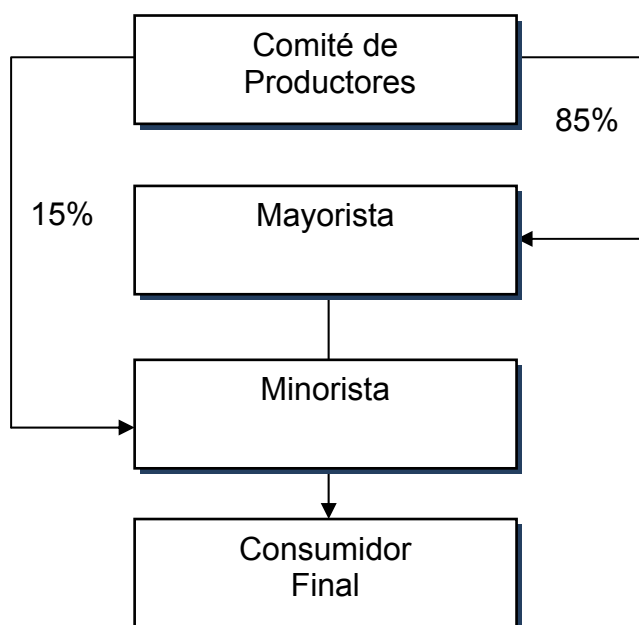 Comité de
Productores
85%
15%
Mayorista
Minorista
Consumidor
Final